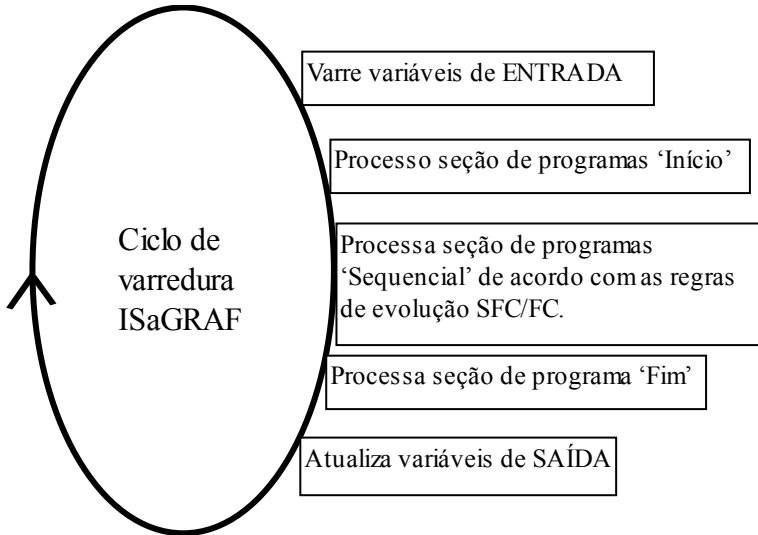 Varre variáveis de ENTRADA
Processo seção de programas ‘Início’
Ciclo de
varredura
ISaGRAF
Processa seção de programas
‘Sequencial’ de acordo com as regras
de evolução SFC/FC.
Processa seção de programa ‘Fim’
Atualiza variáveis de SAÍDA